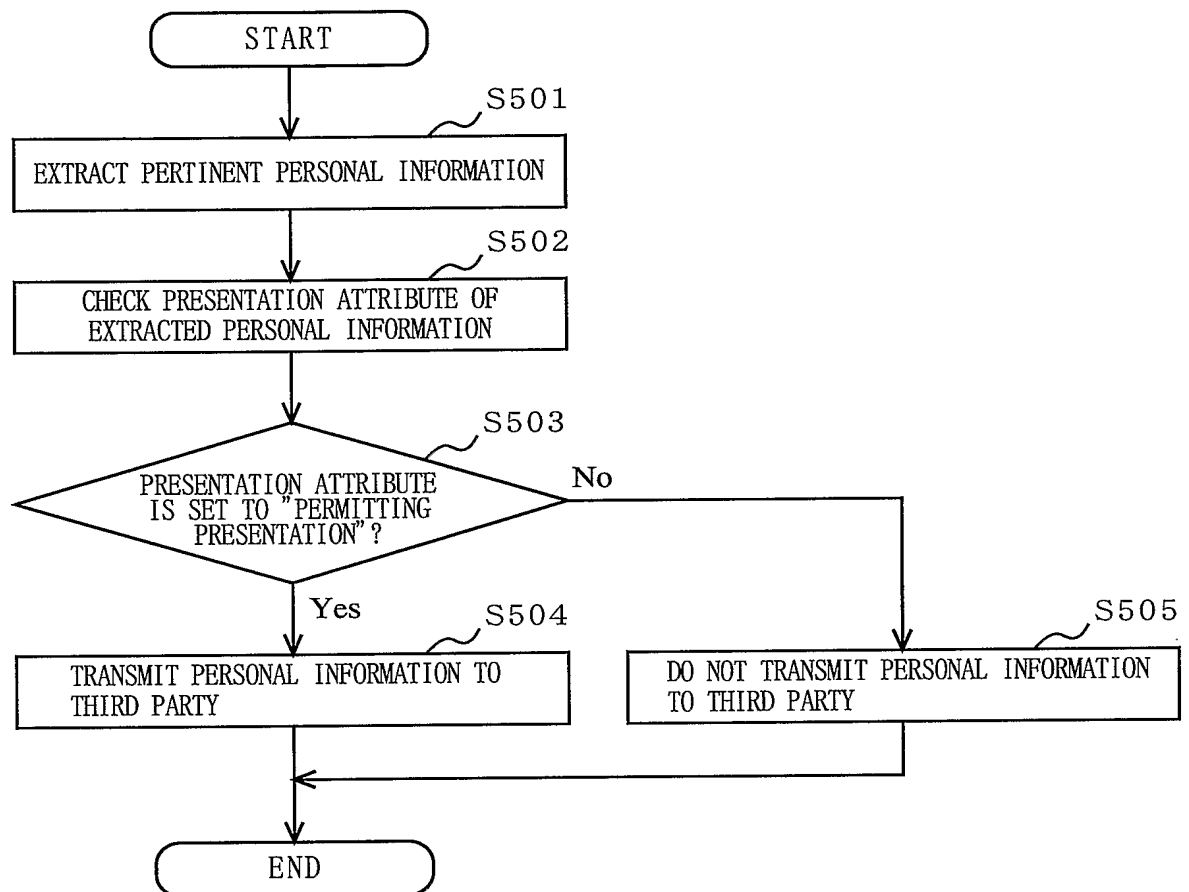 START
S501
EXTRACT PERTINENT PERSONAL INFORMATION
S502
CHECK PRESENTATION ATTRIBUTE OF
EXTRACTED PERSONAL INFORMATION
S503
PRESENTATION ATTRIBUTE
IS SET TO "PERMITTING
PRESENTATION"?
No
Yes
S504
TRANSMIT PERSONAL INFORMATION TO
THIRD PARTY
S505
DO NOT TRANSMIT PERSONAL INFORMATION
TO THIRD PARTY
END